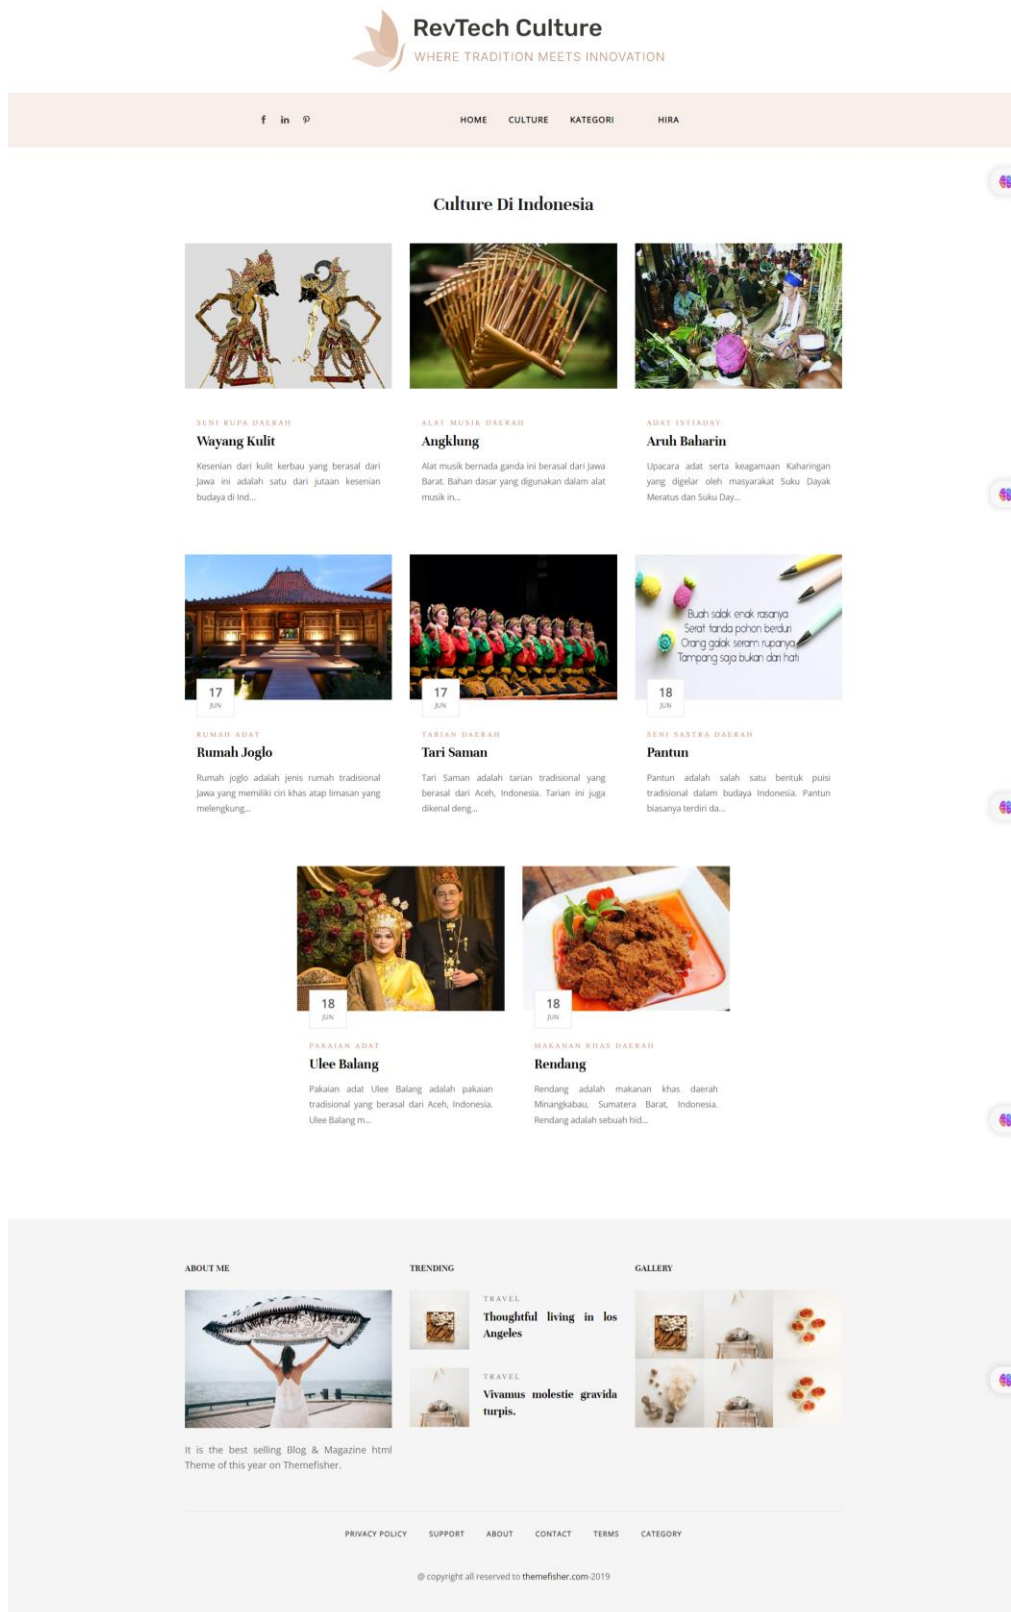 RevTech Culture
WHERE TRADITION MEETS INNOVATION
HOME CULTURE KATEGORI HIRA
Culture Di Indonesia
SENI RUPA DAERAH
Wayang Kulit
Kesenian dari kulit kerbau yang berasal dari
Jawa ini adalah satu dari jutaan kesenian
budaya di Ind...
ALAT MUSIK DAERAH
Angklung
Alat musik bernada ganda ini berasal dari Jawa
Barat. Bahan dasar yang digunakan dalam alat
musik in...
ADAT ISTIADAT
Aruh Baharin
Upacara adat serta keagamaan Kaharingan
yang digelar oleh masyarakat Suku Dayak
Meratus dan Suku Day...
17
JUN
RUMAH ADAT
Rumah Joglo
Rumah joglo adalah jenis rumah tradisional
Jawa yang memiliki ciri khas atap limasan yang
melengkung...
17
JUN
TARIAN DAERAH
Tari Saman
Tari Saman adalah tarian tradisional yang
berasal dari Aceh, Indonesia. Tarian ini juga
dikenal deng...
Buah salak enak rasanya
Serat tanda pohon berduri
Orang galak seram rupanya
Tampang saja bukan dari hati
18
JUN
SENI SASTRA DAERAH
Pantun
Pantun adalah salah satu bentuk puisi
tradisional dalam budaya Indonesia. Pantun
biasanya terdiri da...
18
JUN
PAKAIAN ADAT
Ulee Balang
Pakaian adat Ulee Balang adalah pakaian
tradisional yang berasal dari Aceh, Indonesia.
Ulee Balang m...
18
JUN
MAKANAN KHAS DAERAH
Rendang
Rendang adalah makanan khas daerah
Minangkabau, Sumatera Barat, Indonesia.
Rendang adalah sebuah hid...
ABOUT ME
It is the best selling Blog & Magazine html
Theme of this year on Themefisher.
TRENDING
TRAVEL
Thoughtful living in los
Angeles
TRAVEL
Vivamus molestie gravida
turpis.
GALLERY
PRIVACY POLICY SUPPORT ABOUT CONTACT TERMS CATEGORY
@ copyright all reserved to themefisher.com-2019